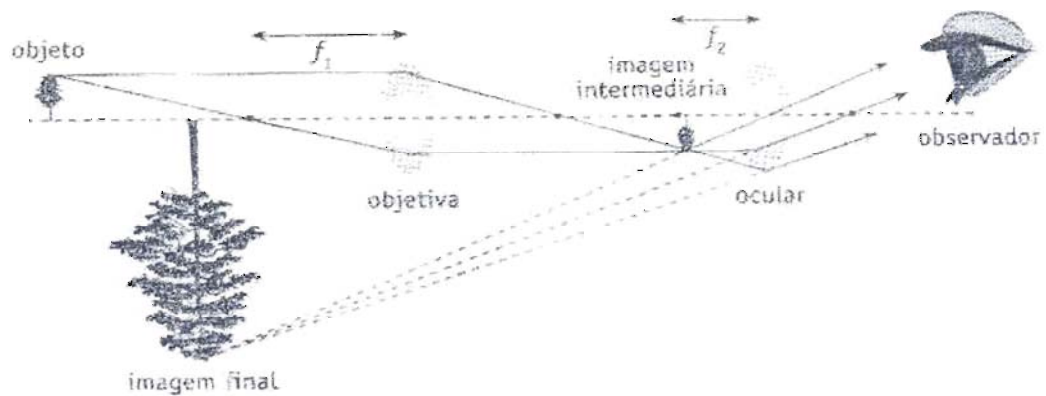 objeto
f₁
f₂
imagem
intermediária
observador
objetiva
ocular
imagem final